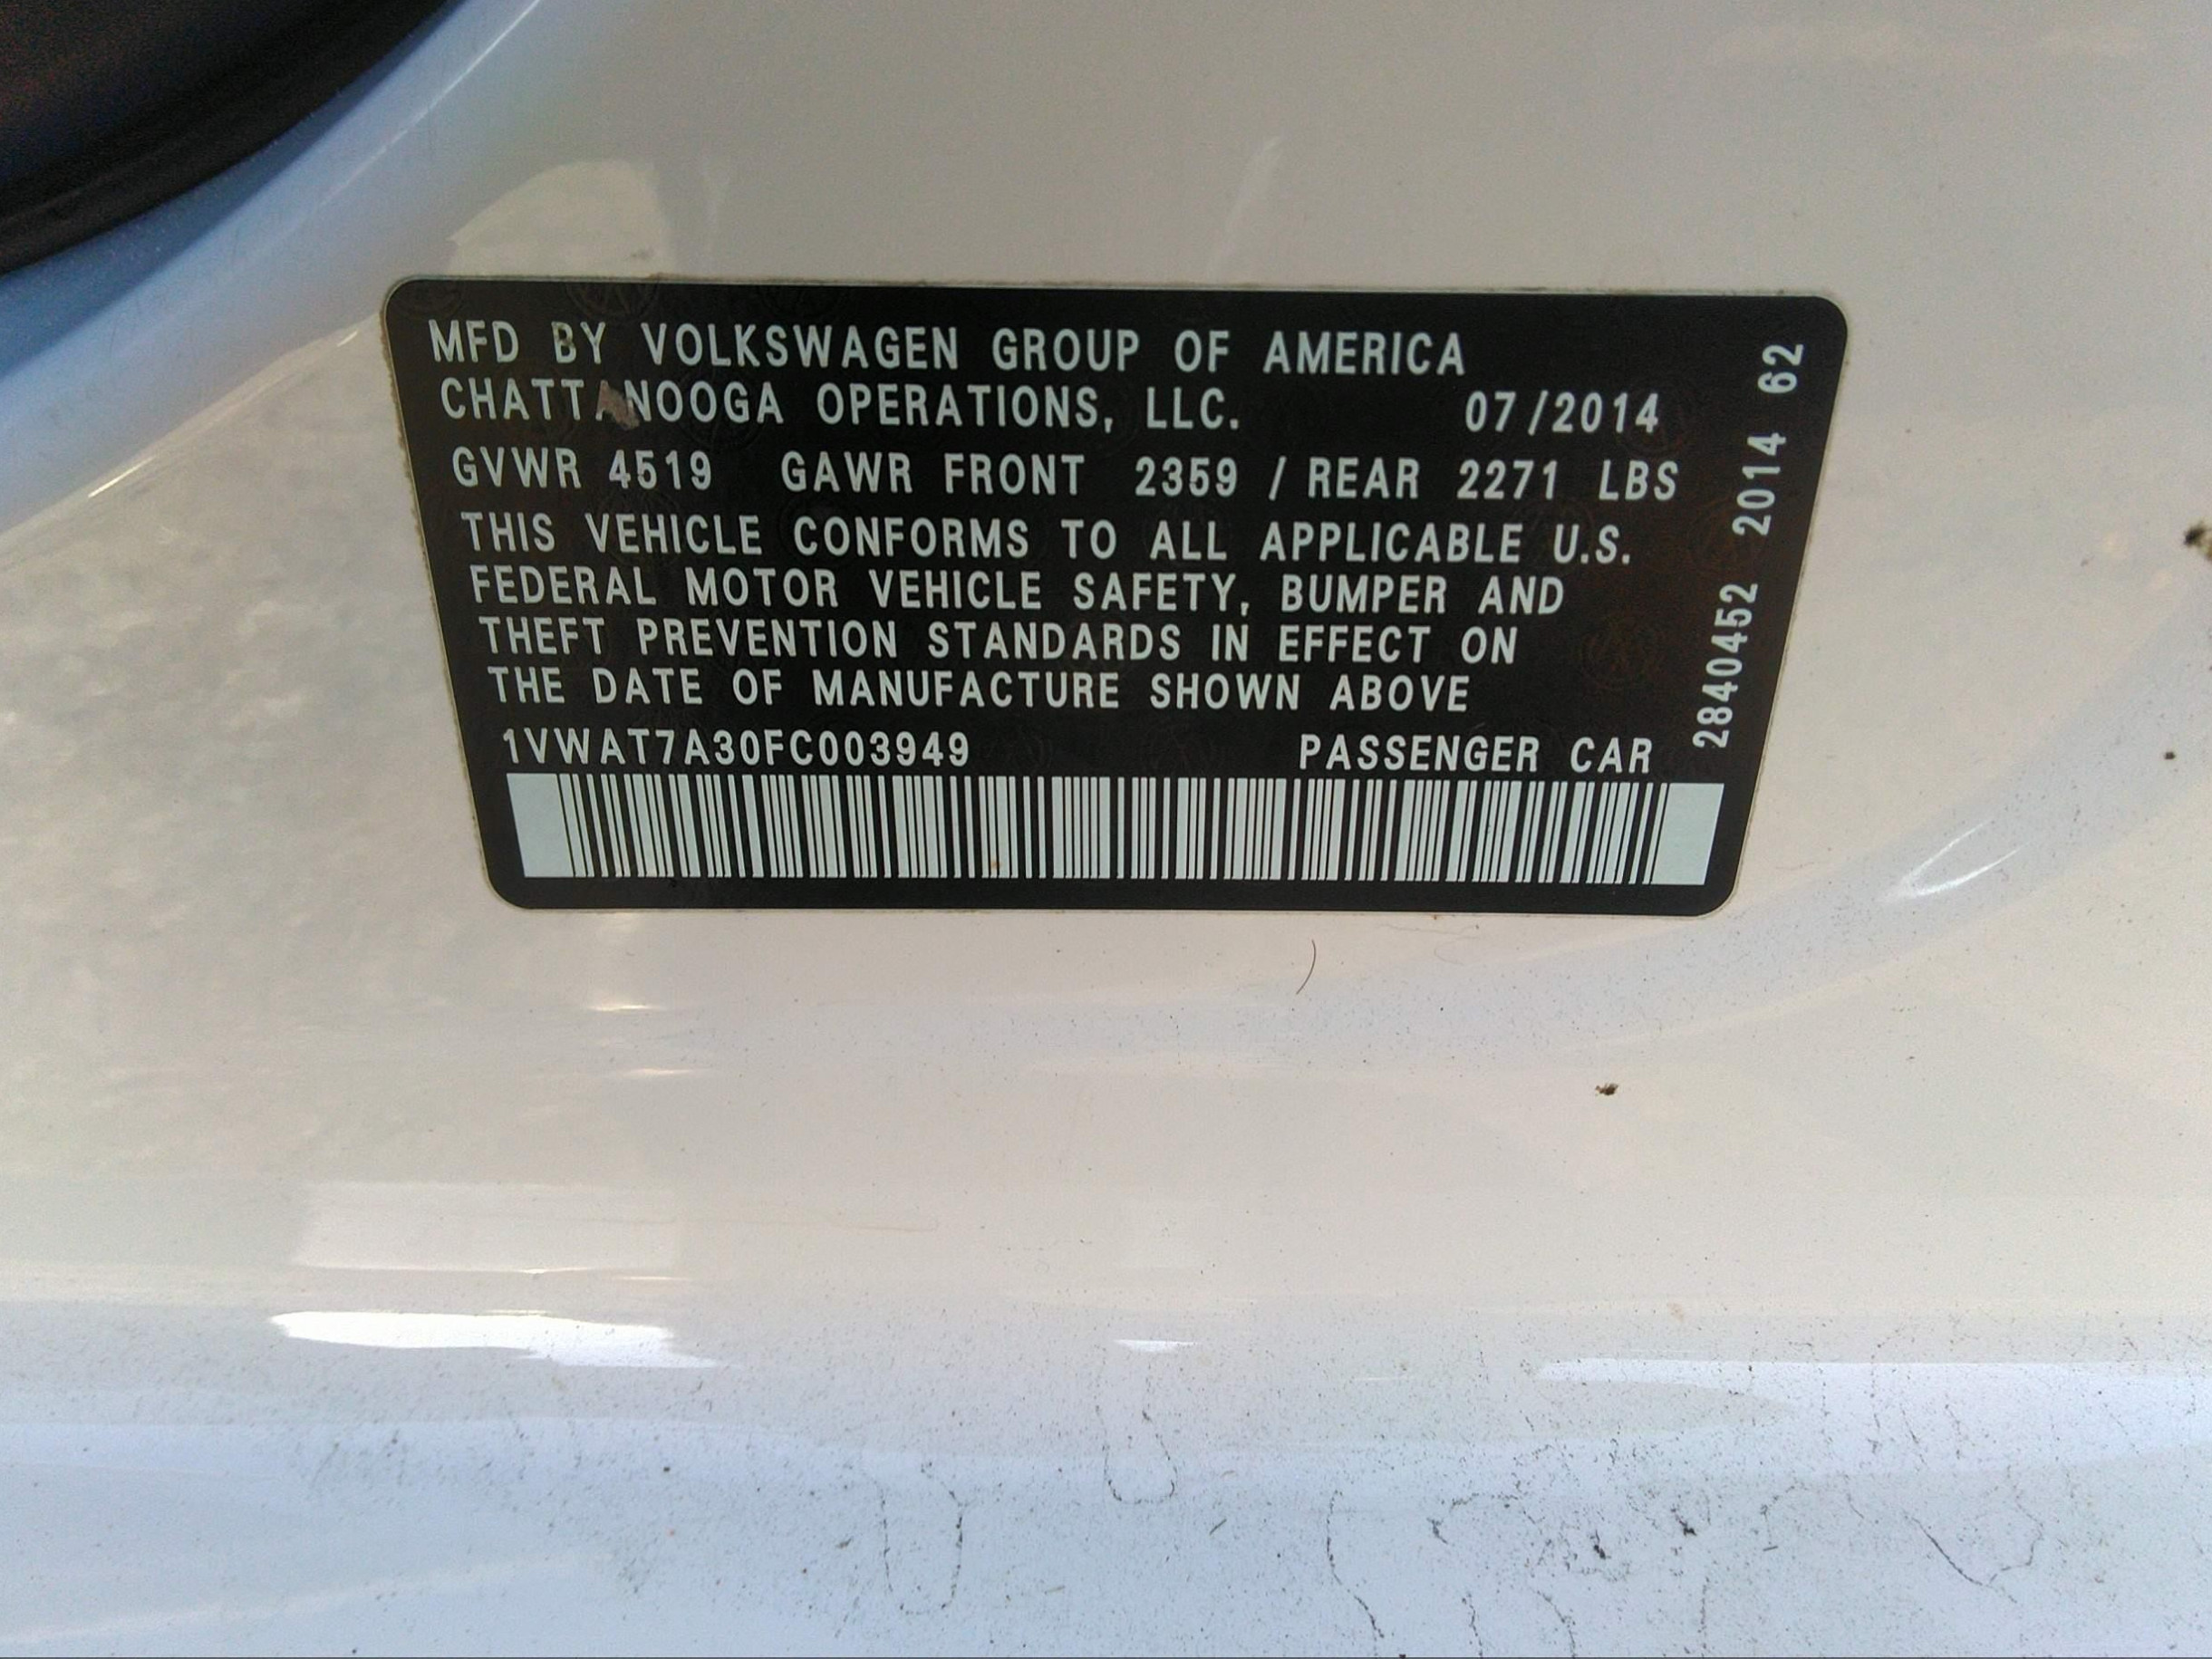 MFD BY VOLKSWAGEN GROUP OF AMERICA
CHATTANOOGA OPERATIONS, LLC. 07/2014
GVWR 4519 GAWR FRONT 2359 / REAR 2271 LBS
THIS VEHICLE CONFORMS TO ALL APPLICABLE U.S.
FEDERAL MOTOR VEHICLE SAFETY, BUMPER AND
THEFT PREVENTION STANDARDS IN EFFECT ON
THE DATE OF MANUFACTURE SHOWN ABOVE
1VWAT7A30FC003949 PASSENGER CAR
2840452 2014 62